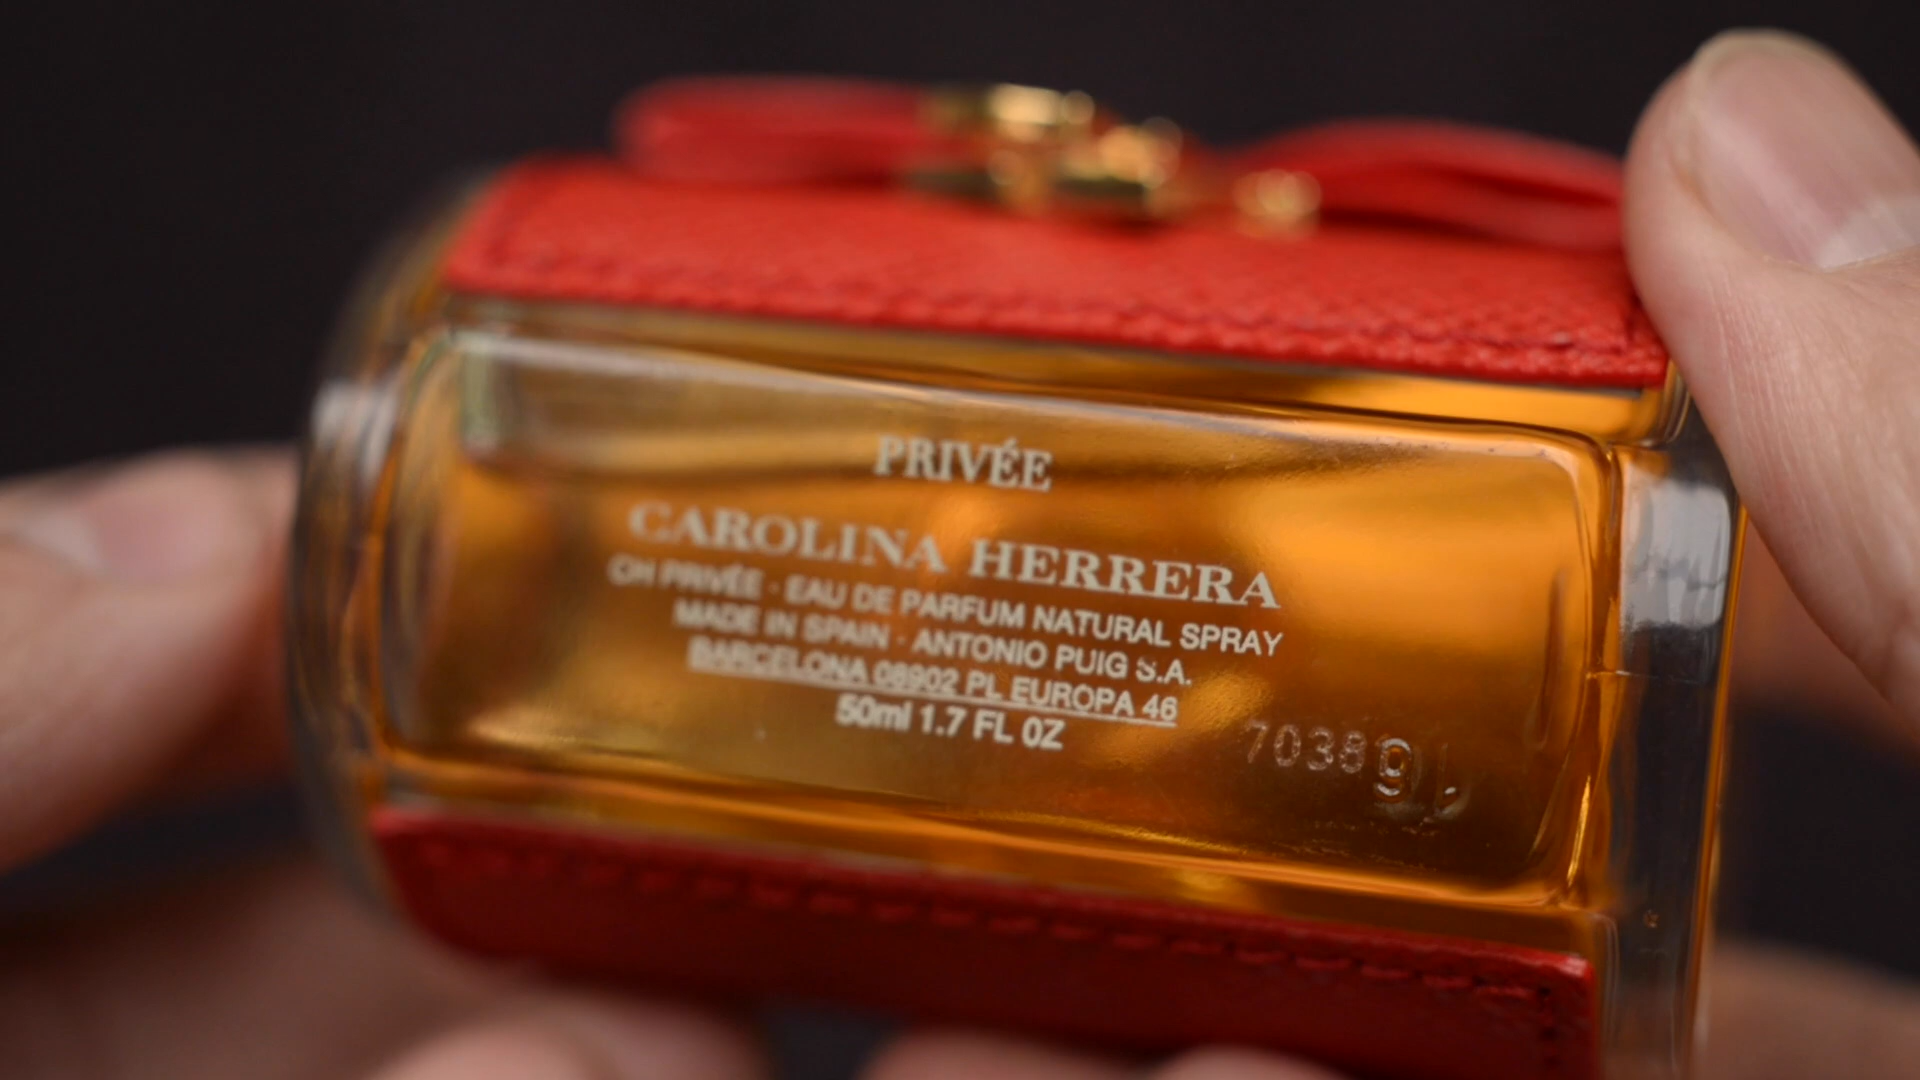 PRIVÉE
CAROLINA HERRERA
CH PRIVÉE · EAU DE PARFUM NATURAL SPRAY
MADE IN SPAIN · ANTONIO PUIG S.A.
BARCELONA 08902 PL EUROPA 46
50ml 1.7 FL OZ
7038